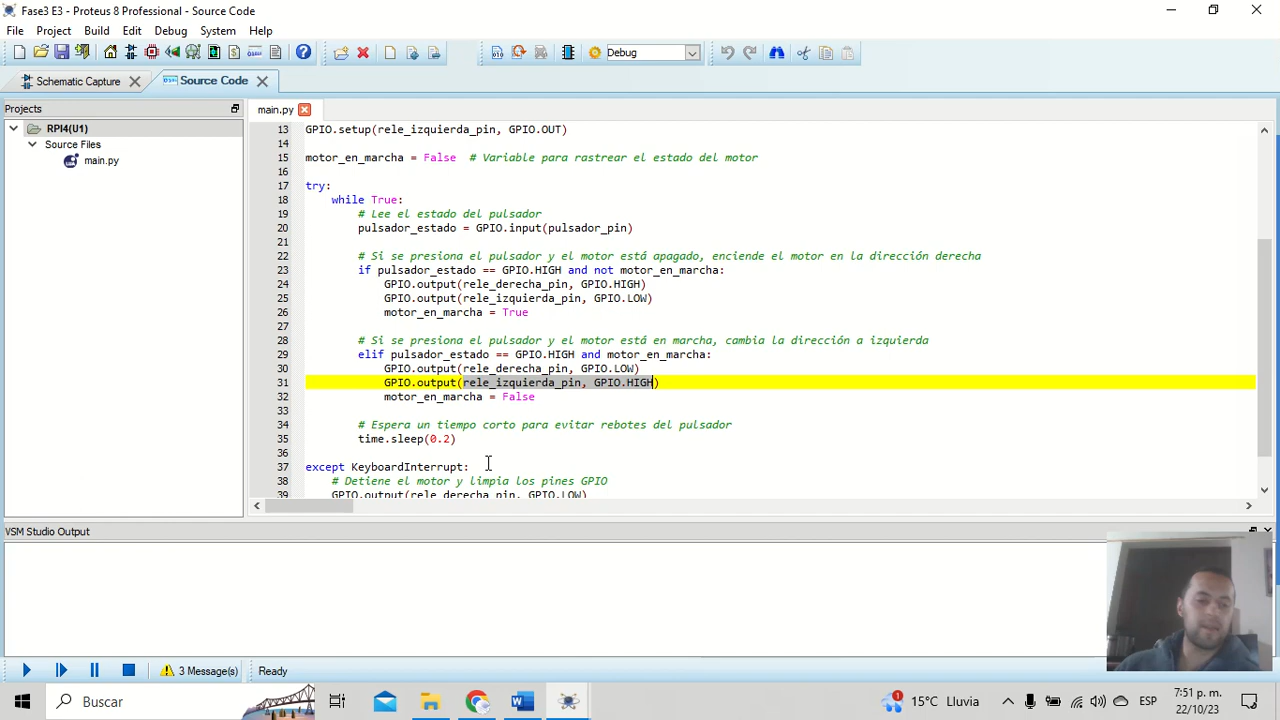 Fase3 E3 - Proteus 8 Professional - Source Code
File Project Build Edit Debug System Help
Debug
Schematic Capture Source Code
Projects
main.py
RPI4(U1)
Source Files
main.py
13 GPIO.setup(rele_izquierda_pin, GPIO.OUT)
14
15 motor_en_marcha = False # Variable para rastrear el estado del motor
16
17 try:
18 while True:
19 # Lee el estado del pulsador
20 pulsador_estado = GPIO.input(pulsador_pin)
21
22 # Si se presiona el pulsador y el motor está apagado, enciende el motor en la dirección derecha
23 if pulsador_estado == GPIO.HIGH and not motor_en_marcha:
24 GPIO.output(rele_derecha_pin, GPIO.HIGH)
25 GPIO.output(rele_izquierda_pin, GPIO.LOW)
26 motor_en_marcha = True
27
28 # Si se presiona el pulsador y el motor está en marcha, cambia la dirección a izquierda
29 elif pulsador_estado == GPIO.HIGH and motor_en_marcha:
30 GPIO.output(rele_derecha_pin, GPIO.LOW)
31 GPIO.output(rele_izquierda_pin, GPIO.HIGH)
32 motor_en_marcha = False
33
34 # Espera un tiempo corto para evitar rebotes del pulsador
35 time.sleep(0.2)
36
37 except KeyboardInterrupt:
38 # Detiene el motor y limpia los pines GPIO
39 GPIO.output(rele_derecha_pin, GPIO.LOW)
VSM Studio Output
3 Message(s) Ready
Buscar
1 15°C Lluvia ESP 7:51 p. m.
22/10/23